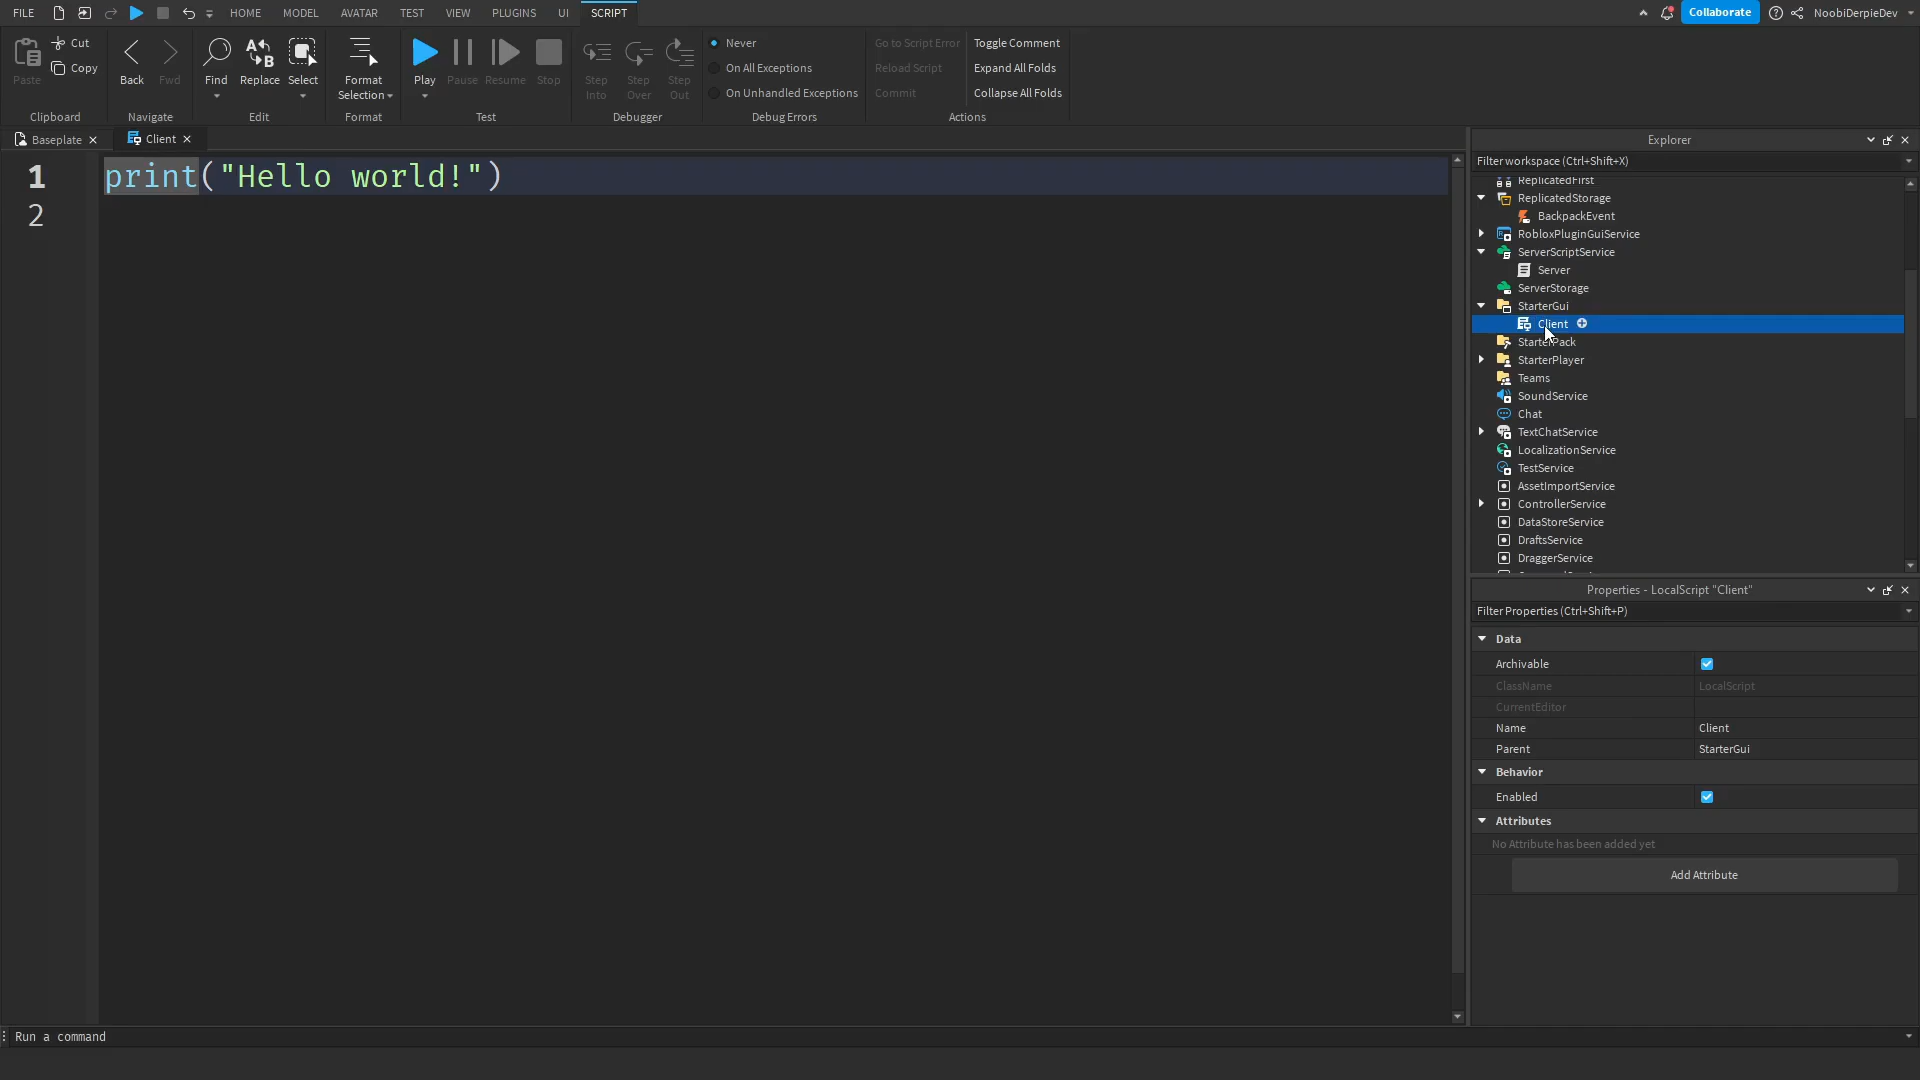 FILE HOME MODEL AVATAR TEST VIEW PLUGINS UI SCRIPT Collaborate NoobiDerpieDev
Paste Cut Copy
Clipboard
Back Fwd
Navigate
Find Replace Select
Edit
Format Selection
Format
Play Pause Resume Stop
Test
Step Into Step Over Step Out
Debugger
Never
On All Exceptions
On Unhandled Exceptions
Debug Errors
Go to Script Error
Reload Script
Commit
Toggle Comment
Expand All Folds
Collapse All Folds
Actions
Baseplate Client
1 print("Hello world!")
2
Explorer
Filter workspace (Ctrl+Shift+X)
ReplicatedFirst
ReplicatedStorage
BackpackEvent
RobloxPluginGuiService
ServerScriptService
Server
ServerStorage
StarterGui
Client
StarterPack
StarterPlayer
Teams
SoundService
Chat
TextChatService
LocalizationService
TestService
AssetImportService
ControllerService
DataStoreService
DraftsService
DraggerService
Properties - LocalScript "Client"
Filter Properties (Ctrl+Shift+P)
Data
Archivable
ClassName LocalScript
CurrentEditor
Name Client
Parent StarterGui
Behavior
Enabled
Attributes
No Attribute has been added yet
Add Attribute
Run a command